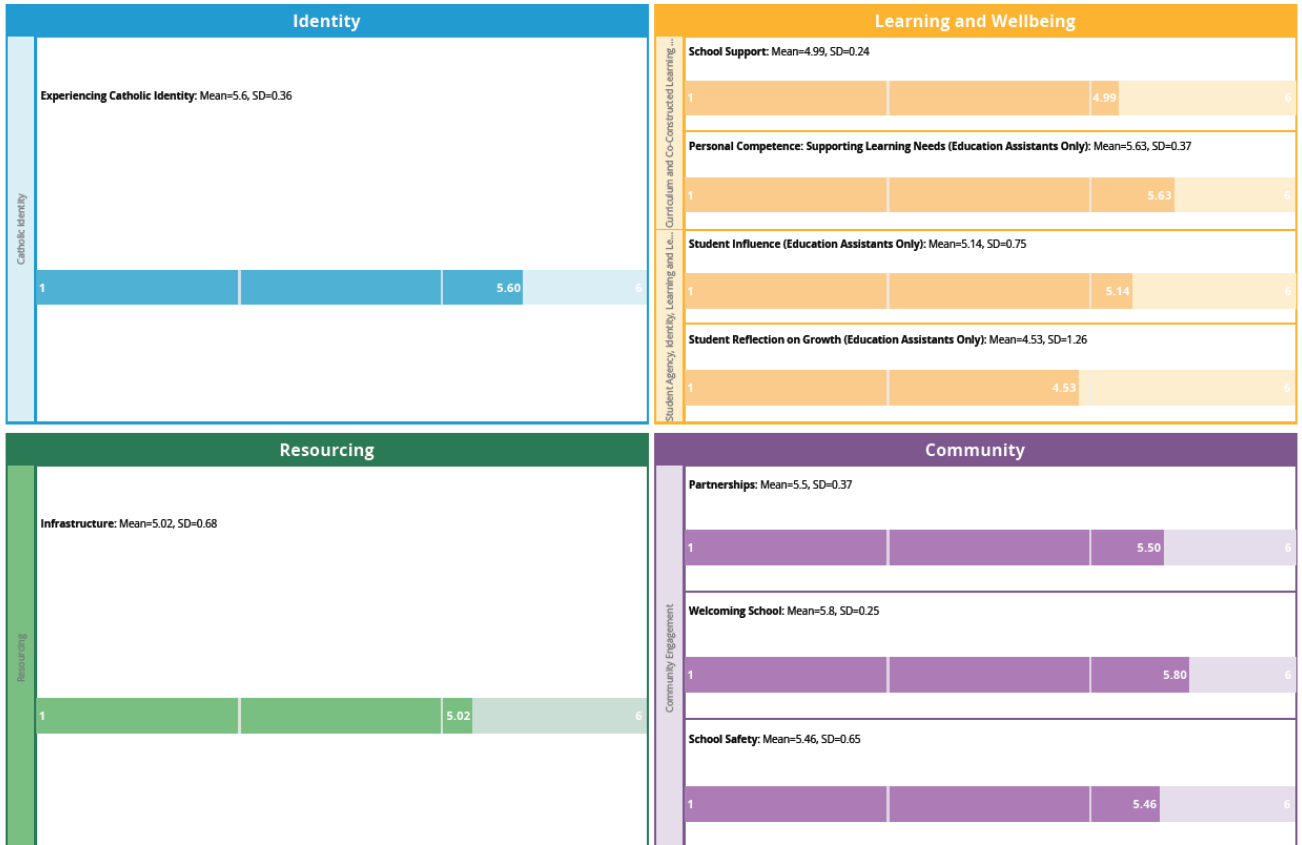 Identity
Catholic Identity
Experiencing Catholic Identity: Mean=5.6, SD=0.36
1 5.60 6
Learning and Wellbeing
Curriculum and Co-Constructed Learning ...
School Support: Mean=4.99, SD=0.24
1 4.99 6
Personal Competence: Supporting Learning Needs (Education Assistants Only): Mean=5.63, SD=0.37
1 5.63 6
Student Agency, Identity, Learning and Le...
Student Influence (Education Assistants Only): Mean=5.14, SD=0.75
1 5.14 6
Student Reflection on Growth (Education Assistants Only): Mean=4.53, SD=1.26
1 4.53 6
Resourcing
Resourcing
Infrastructure: Mean=5.02, SD=0.68
1 5.02 6
Community
Community Engagement
Partnerships: Mean=5.5, SD=0.37
1 5.50 6
Welcoming School: Mean=5.8, SD=0.25
1 5.80 6
School Safety: Mean=5.46, SD=0.65
1 5.46 6